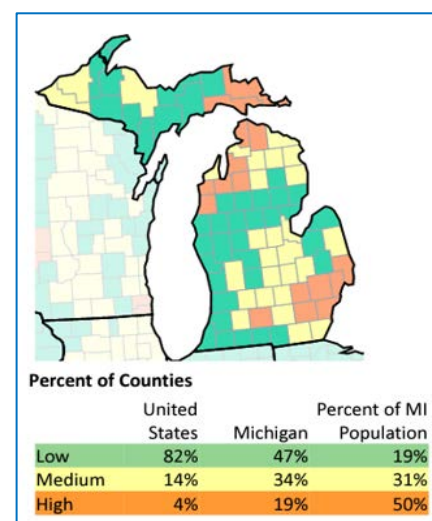 Percent of Counties
United States Michigan Percent of MI Population
Low 82% 47% 19%
Medium 14% 34% 31%
High 4% 19% 50%